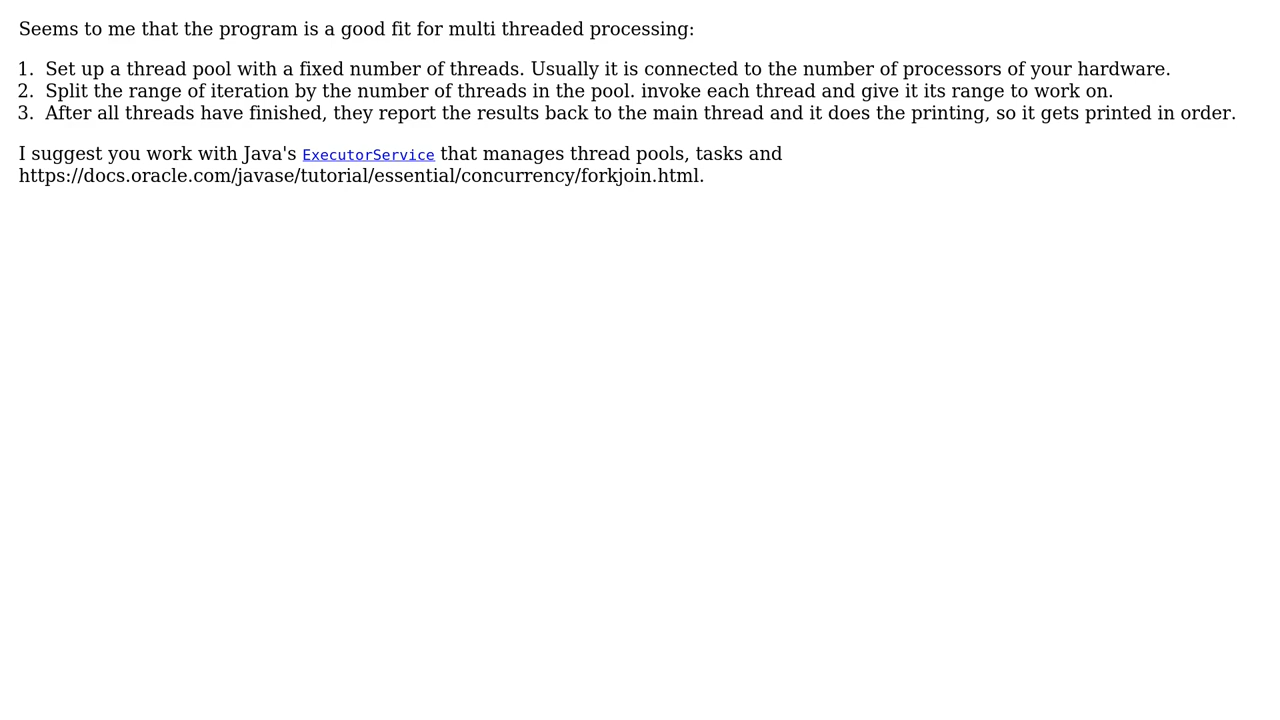 Seems to me that the program is a good fit for multi threaded processing:
1. Set up a thread pool with a fixed number of threads. Usually it is connected to the number of processors of your hardware.
2. Split the range of iteration by the number of threads in the pool. invoke each thread and give it its range to work on.
3. After all threads have finished, they report the results back to the main thread and it does the printing, so it gets printed in order.
I suggest you work with Java's ExecutorService that manages thread pools, tasks and
https://docs.oracle.com/javase/tutorial/essential/concurrency/forkjoin.html.